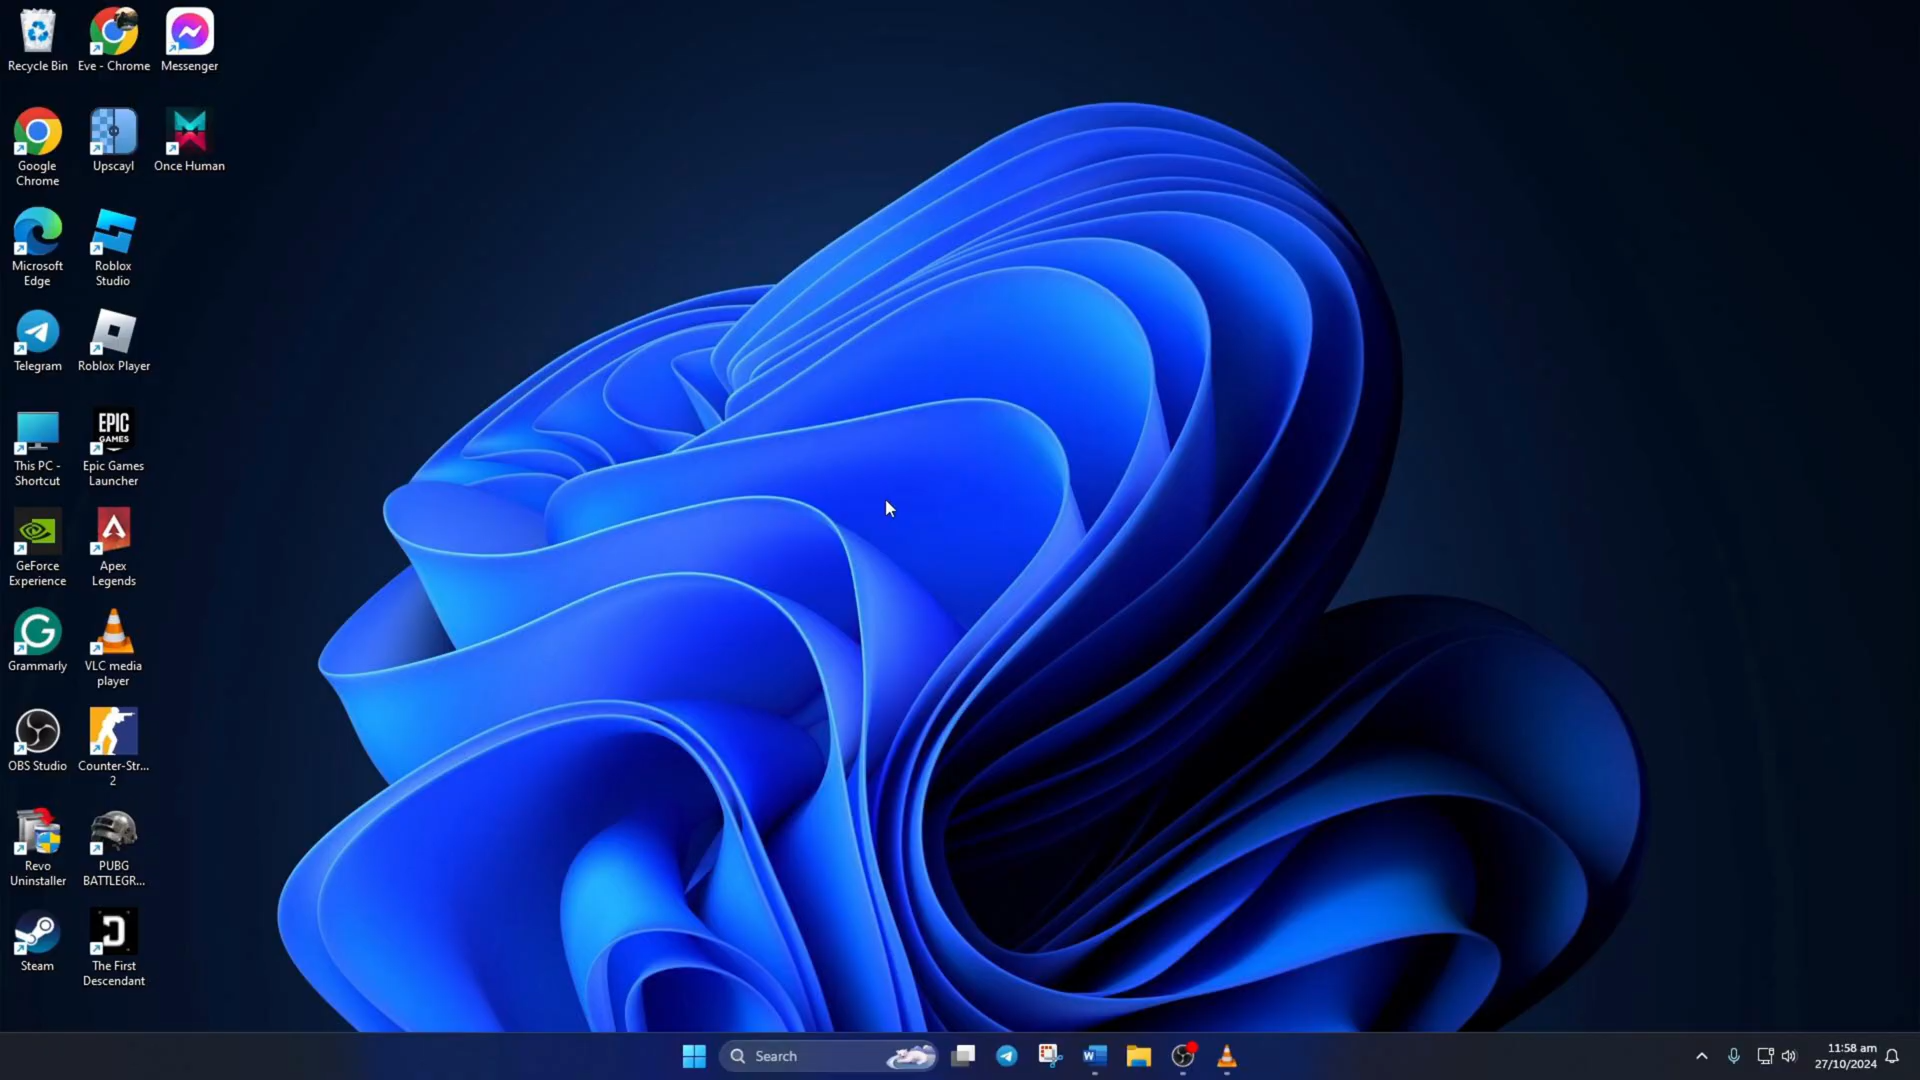 Recycle Bin
Eve - Chrome
Messenger
Google
Chrome
Upscayl
Once Human
Microsoft
Edge
Roblox
Studio
Telegram
Roblox Player
This PC -
Shortcut
EPIC
GAMES
Epic Games
Launcher
GeForce
Experience
Apex
Legends
Grammarly
VLC media
player
OBS Studio
Counter-Str...
2
Revo
Uninstaller
PUBG
BATTLEGR...
Steam
The First
Descendant
Search
11:58 am
27/10/2024